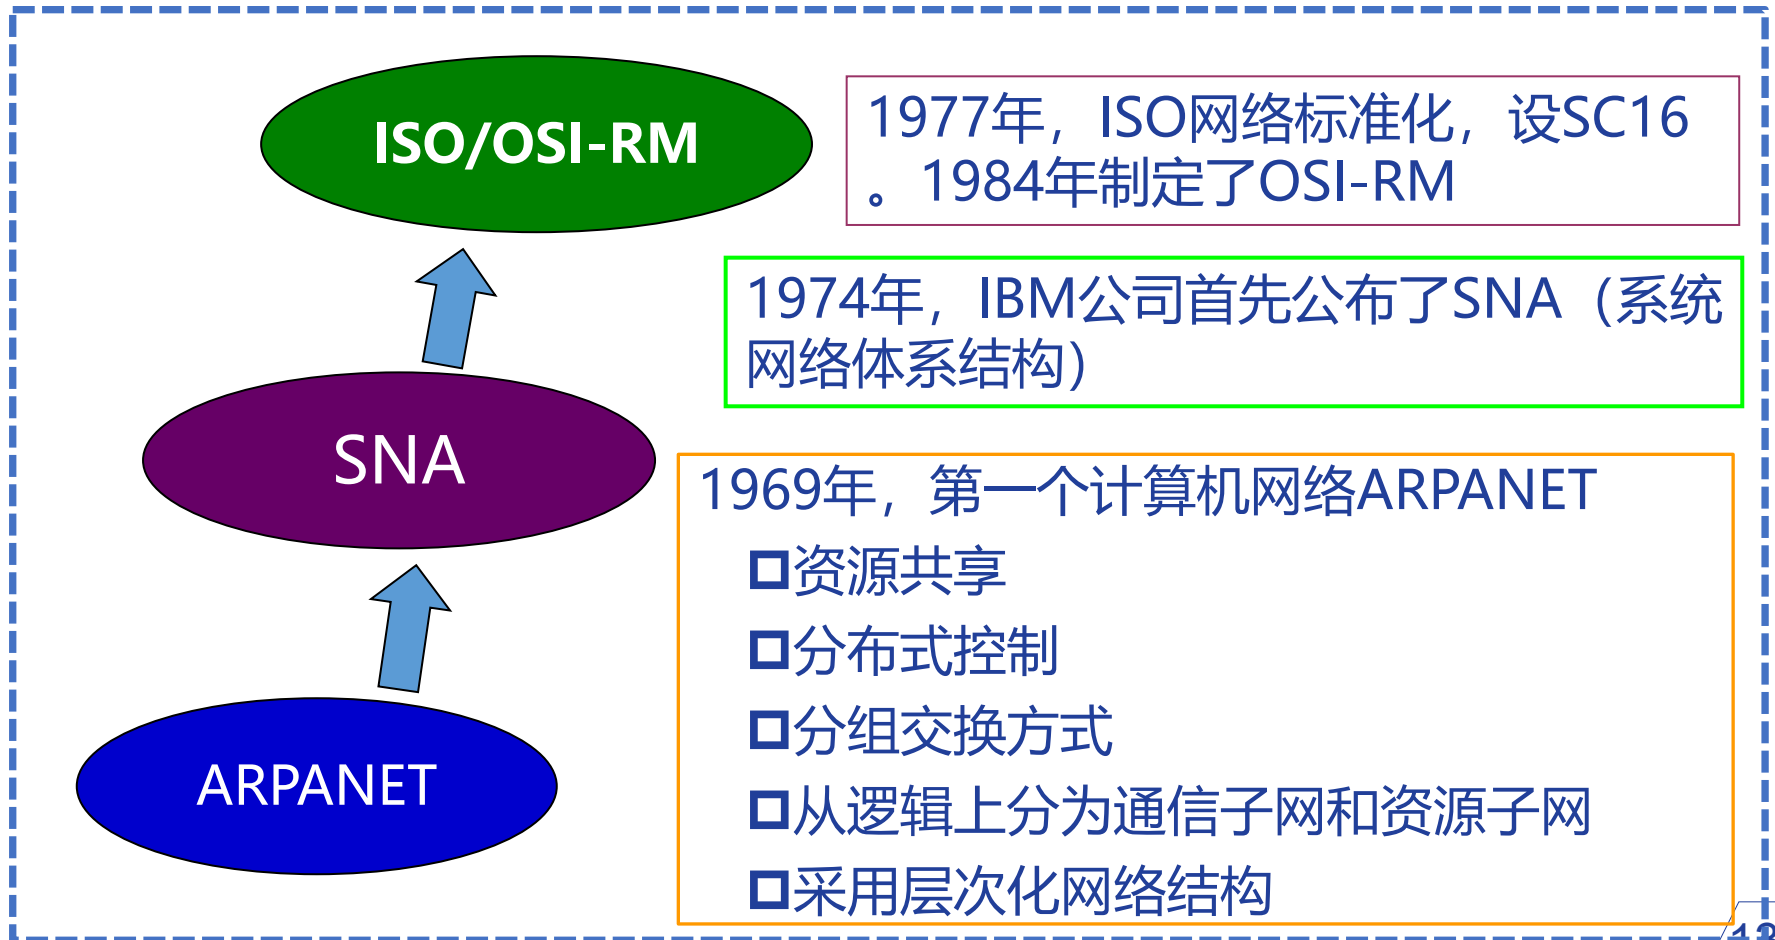 ISO/OSI-RM
1977年，ISO网络标准化，设SC16
。1984年制定了OSI-RM
1974年，IBM公司首先公布了SNA（系统
网络体系结构）
SNA
1969年，第一个计算机网络ARPANET
资源共享
分布式控制
分组交换方式
从逻辑上分为通信子网和资源子网
采用层次化网络结构
ARPANET